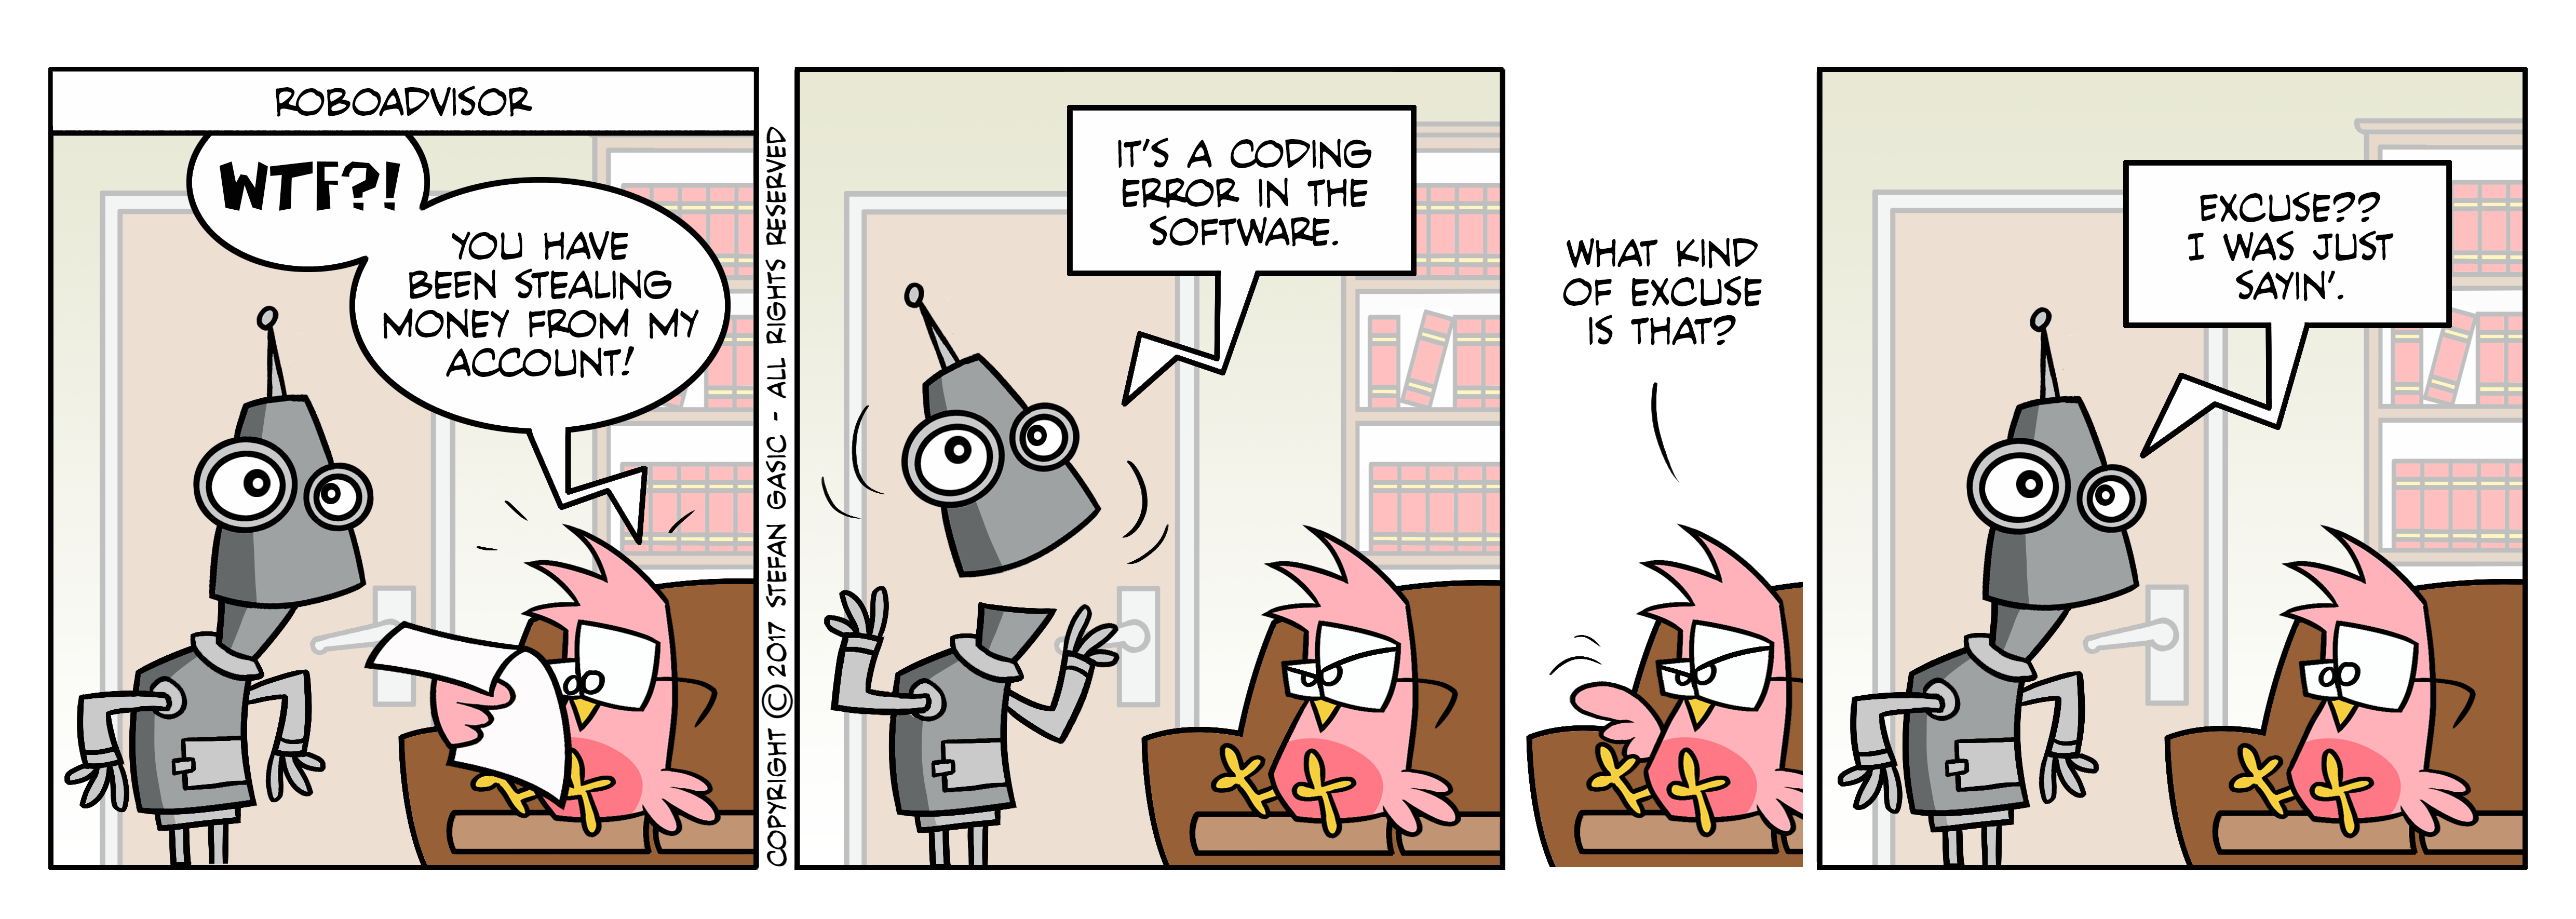 ROBOADVISOR
WTF?!
YOU HAVE
BEEN STEALING
MONEY FROM MY
ACCOUNT!
COPYRIGHT © 2017 STEFAN GASIC - ALL RIGHTS RESERVED
IT'S A CODING
ERROR IN THE
SOFTWARE.
WHAT KIND
OF EXCUSE
IS THAT?
EXCUSE??
I WAS JUST
SAYIN'.